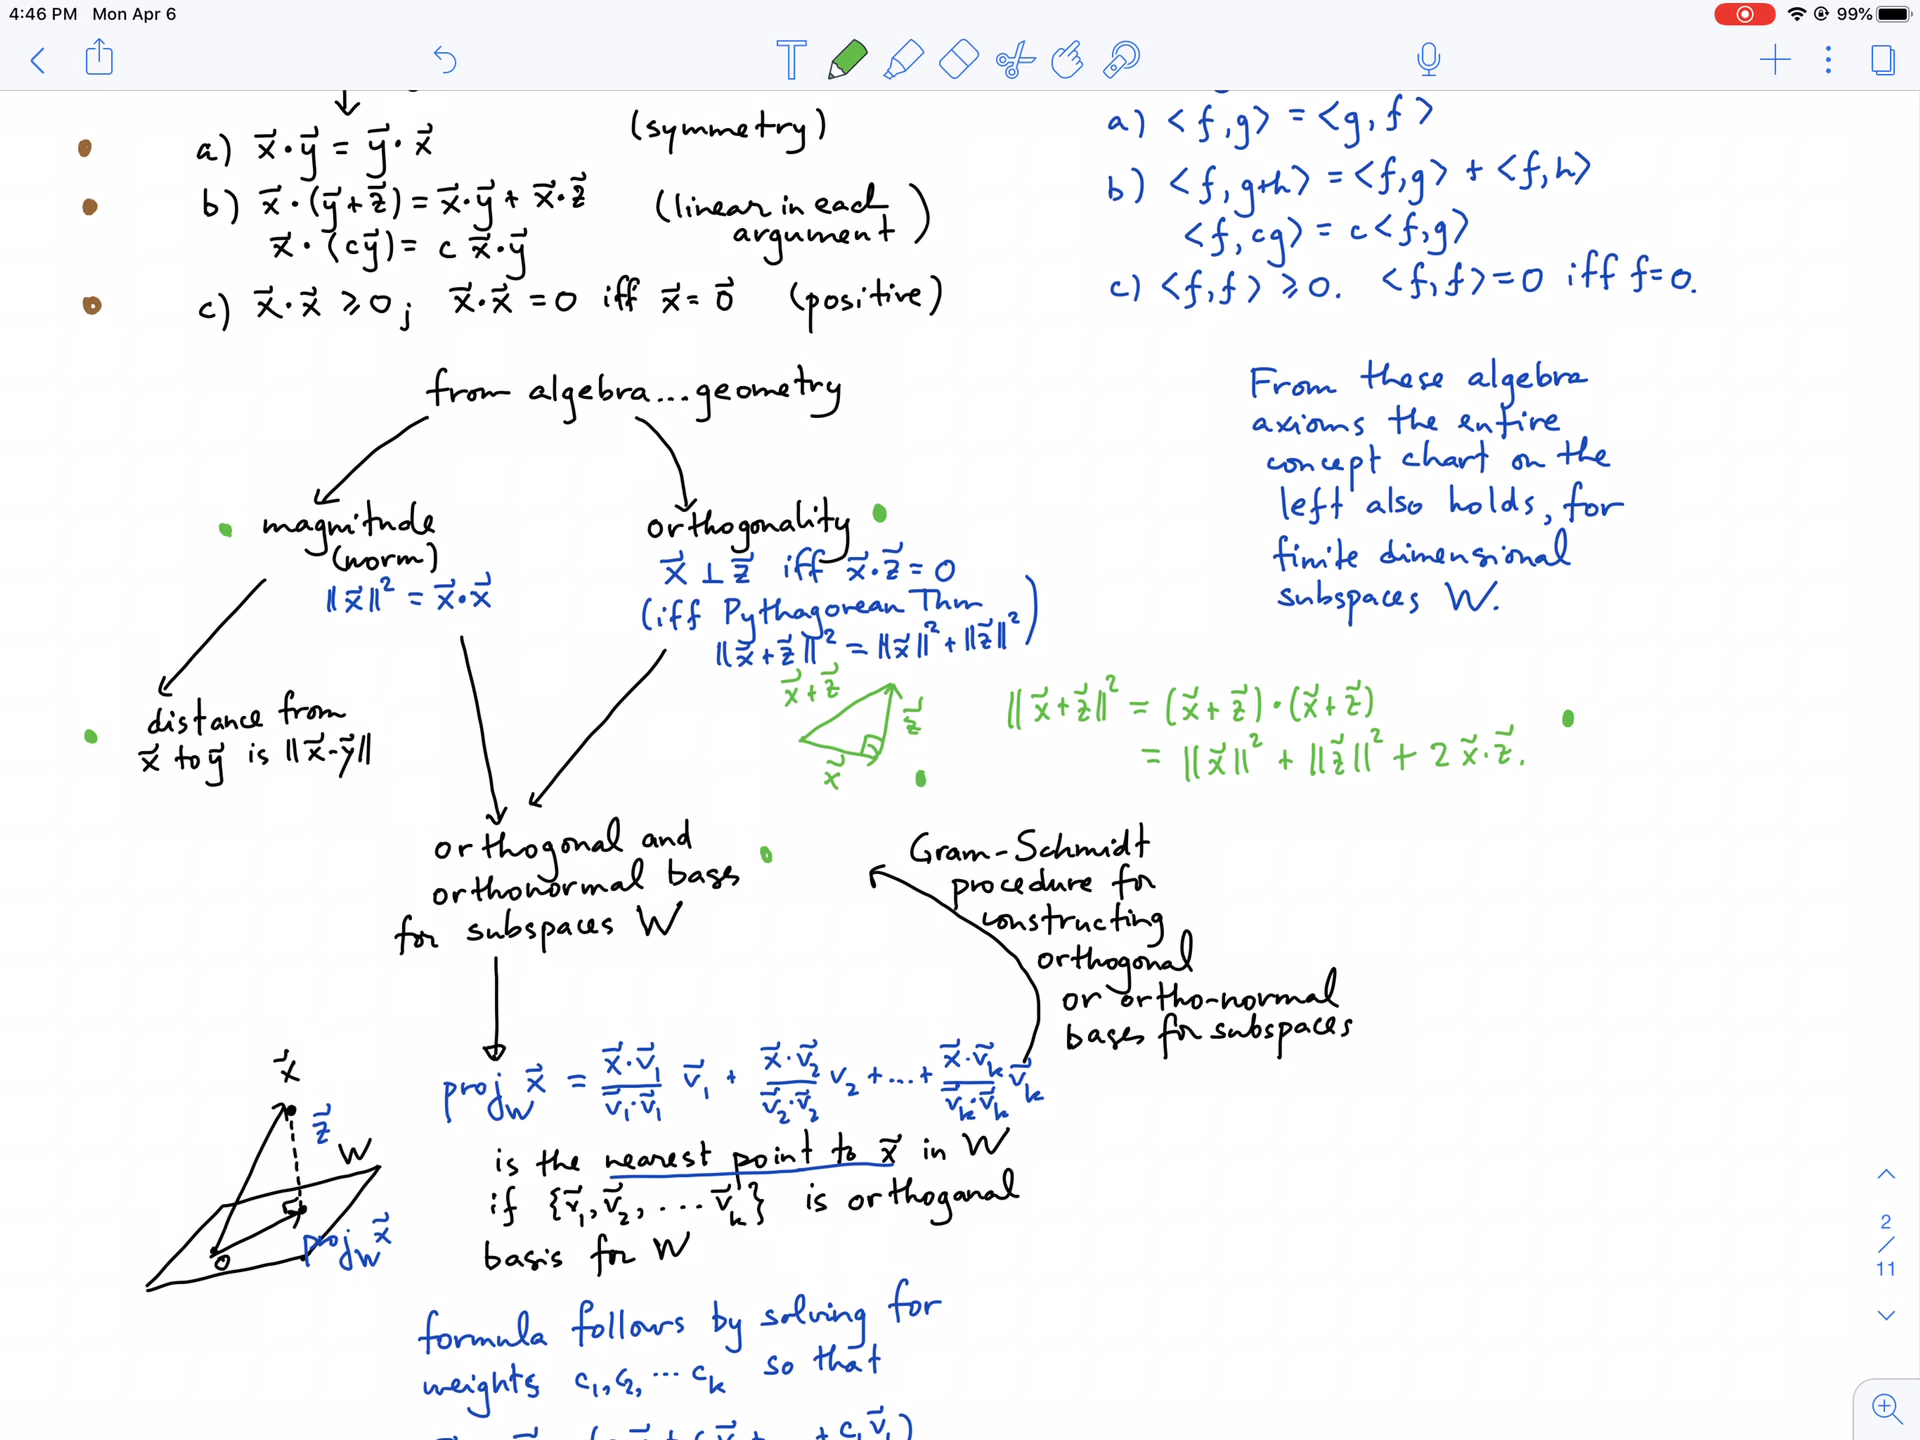 4:46 PM Mon Apr 6
99%
a) x⃗·y⃗ = y⃗·x⃗ (symmetry)
b) x⃗·(y⃗+z⃗) = x⃗·y⃗ + x⃗·z⃗ (linear in each
argument)
x⃗·(cy⃗) = c x⃗·y⃗
c) x⃗·x⃗ ≥ 0; x⃗·x⃗ = 0 iff x⃗ = 0⃗ (positive)
a) <f,g> = <g,f>
b) <f,g+h> = <f,g> + <f,h>
<f,cg> = c<f,g>
c) <f,f> ≥ 0. <f,f> = 0 iff f=0.
from algebra...geometry
From these algebra
axioms the entire
concept chart on the
left also holds, for
finite dimensional
subspaces W.
magnitude
(norm)
‖x⃗‖² = x⃗·x⃗
orthogonality
x⃗ ⊥ z⃗ iff x⃗·z⃗ = 0
(iff Pythagorean Thm
‖x⃗+z⃗‖² = ‖x⃗‖² + ‖z⃗‖²)
distance from
x⃗ to y⃗ is ‖x⃗-y⃗‖
x⃗+z⃗
z⃗
x⃗
‖x⃗+z⃗‖² = (x⃗+z⃗)·(x⃗+z⃗)
= ‖x⃗‖² + ‖z⃗‖² + 2 x⃗·z⃗.
orthogonal and
orthonormal bases
for subspaces W
Gram-Schmidt
procedure for
constructing
orthogonal
or ortho-normal
bases for subspaces
x⃗
z⃗
W
0
proj_W x⃗
proj_W x⃗ = (x⃗·v⃗₁)/(v⃗₁·v⃗₁) v⃗₁ + (x⃗·v⃗₂)/(v⃗₂·v⃗₂) v₂ + ... + (x⃗·v⃗ₖ)/(v⃗ₖ·v⃗ₖ) v⃗ₖ
is the nearest point to x⃗ in W
if {v⃗₁, v⃗₂, ... v⃗ₖ} is orthoganal
basis for W
formula follows by solving for
weights c₁, c₂, ... cₖ so that
2
/
11